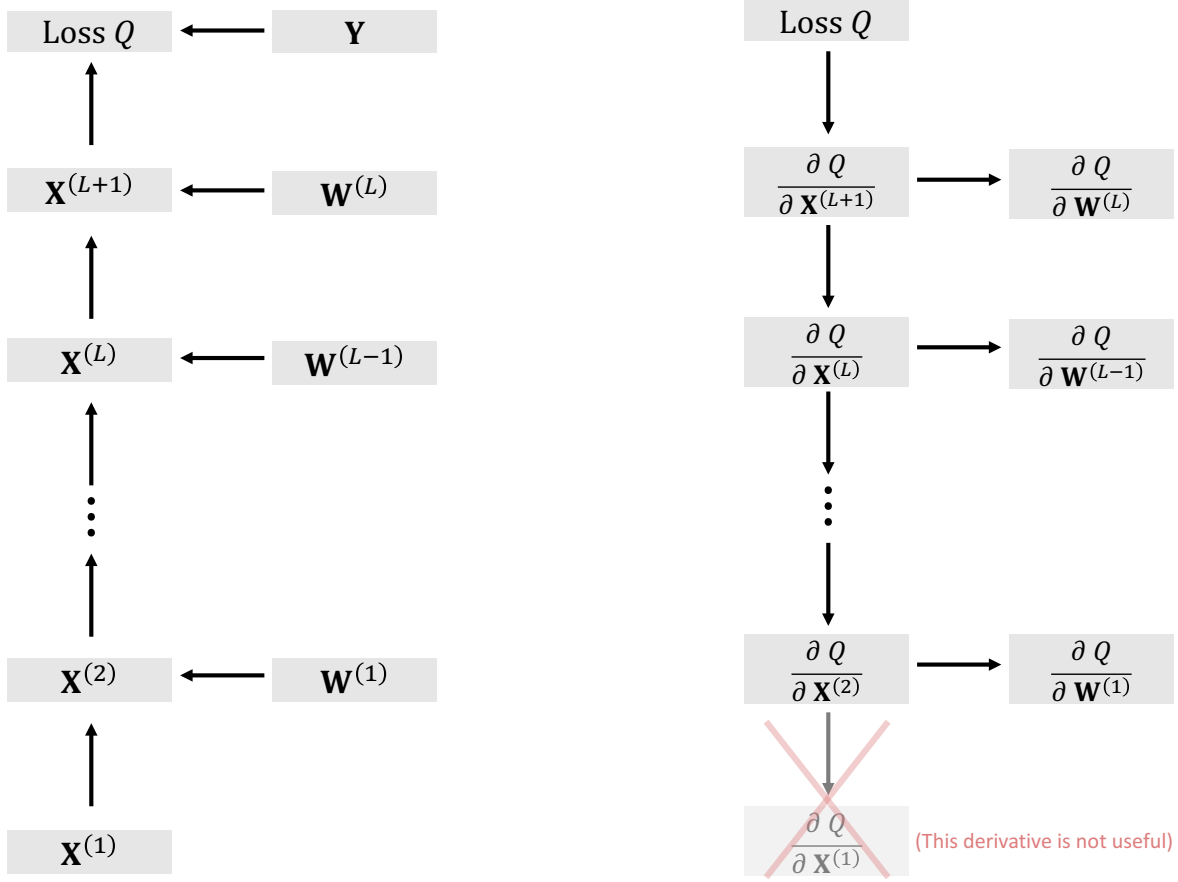 Loss Q
Y
X^(L+1)
W^(L)
X^(L)
W^(L−1)
⋮
X^(2)
W^(1)
X^(1)
Loss Q
∂ Q
∂ X^(L+1)
∂ Q
∂ W^(L)
∂ Q
∂ X^(L)
∂ Q
∂ W^(L−1)
⋮
∂ Q
∂ X^(2)
∂ Q
∂ W^(1)
∂ Q
∂ X^(1)
(This derivative is not useful)